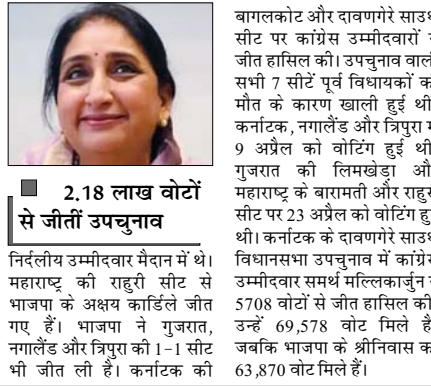 2.18 लाख वोटों
से जीतीं उपचुनाव
निर्दलीय उम्मीदवार मैदान में थे।
महाराष्ट्र की राहुरी सीट से
भाजपा के अक्षय कार्डिले जीत
गए हैं। भाजपा ने गुजरात,
नगालैंड और त्रिपुरा की 1-1 सीट
भी जीत ली है। कर्नाटक की
बागलकोट और दावणगेरे
सीट पर कांग्रेस उम्मीदवारों
जीत हासिल की। उपचुनाव
सभी 7 सीटें पूर्व विधायकों
मौत के कारण खाली हुई
कर्नाटक, नगालैंड और त्रिपुरा
9 अप्रैल को वोटिंग हुई
गुजरात की लिमखेड़ा
महाराष्ट्र के बारामती और
सीट पर 23 अप्रैल को वोटिंग
थी। कर्नाटक के दावणगेरे
विधानसभा उपचुनाव में
उम्मीदवार समर्थ मल्लिकार्जुन
5708 वोटों से जीत हासिल
उन्हें 69,578 वोट मिले
जबकि भाजपा के श्रीनिवास
63,870 वोट मिले हैं।